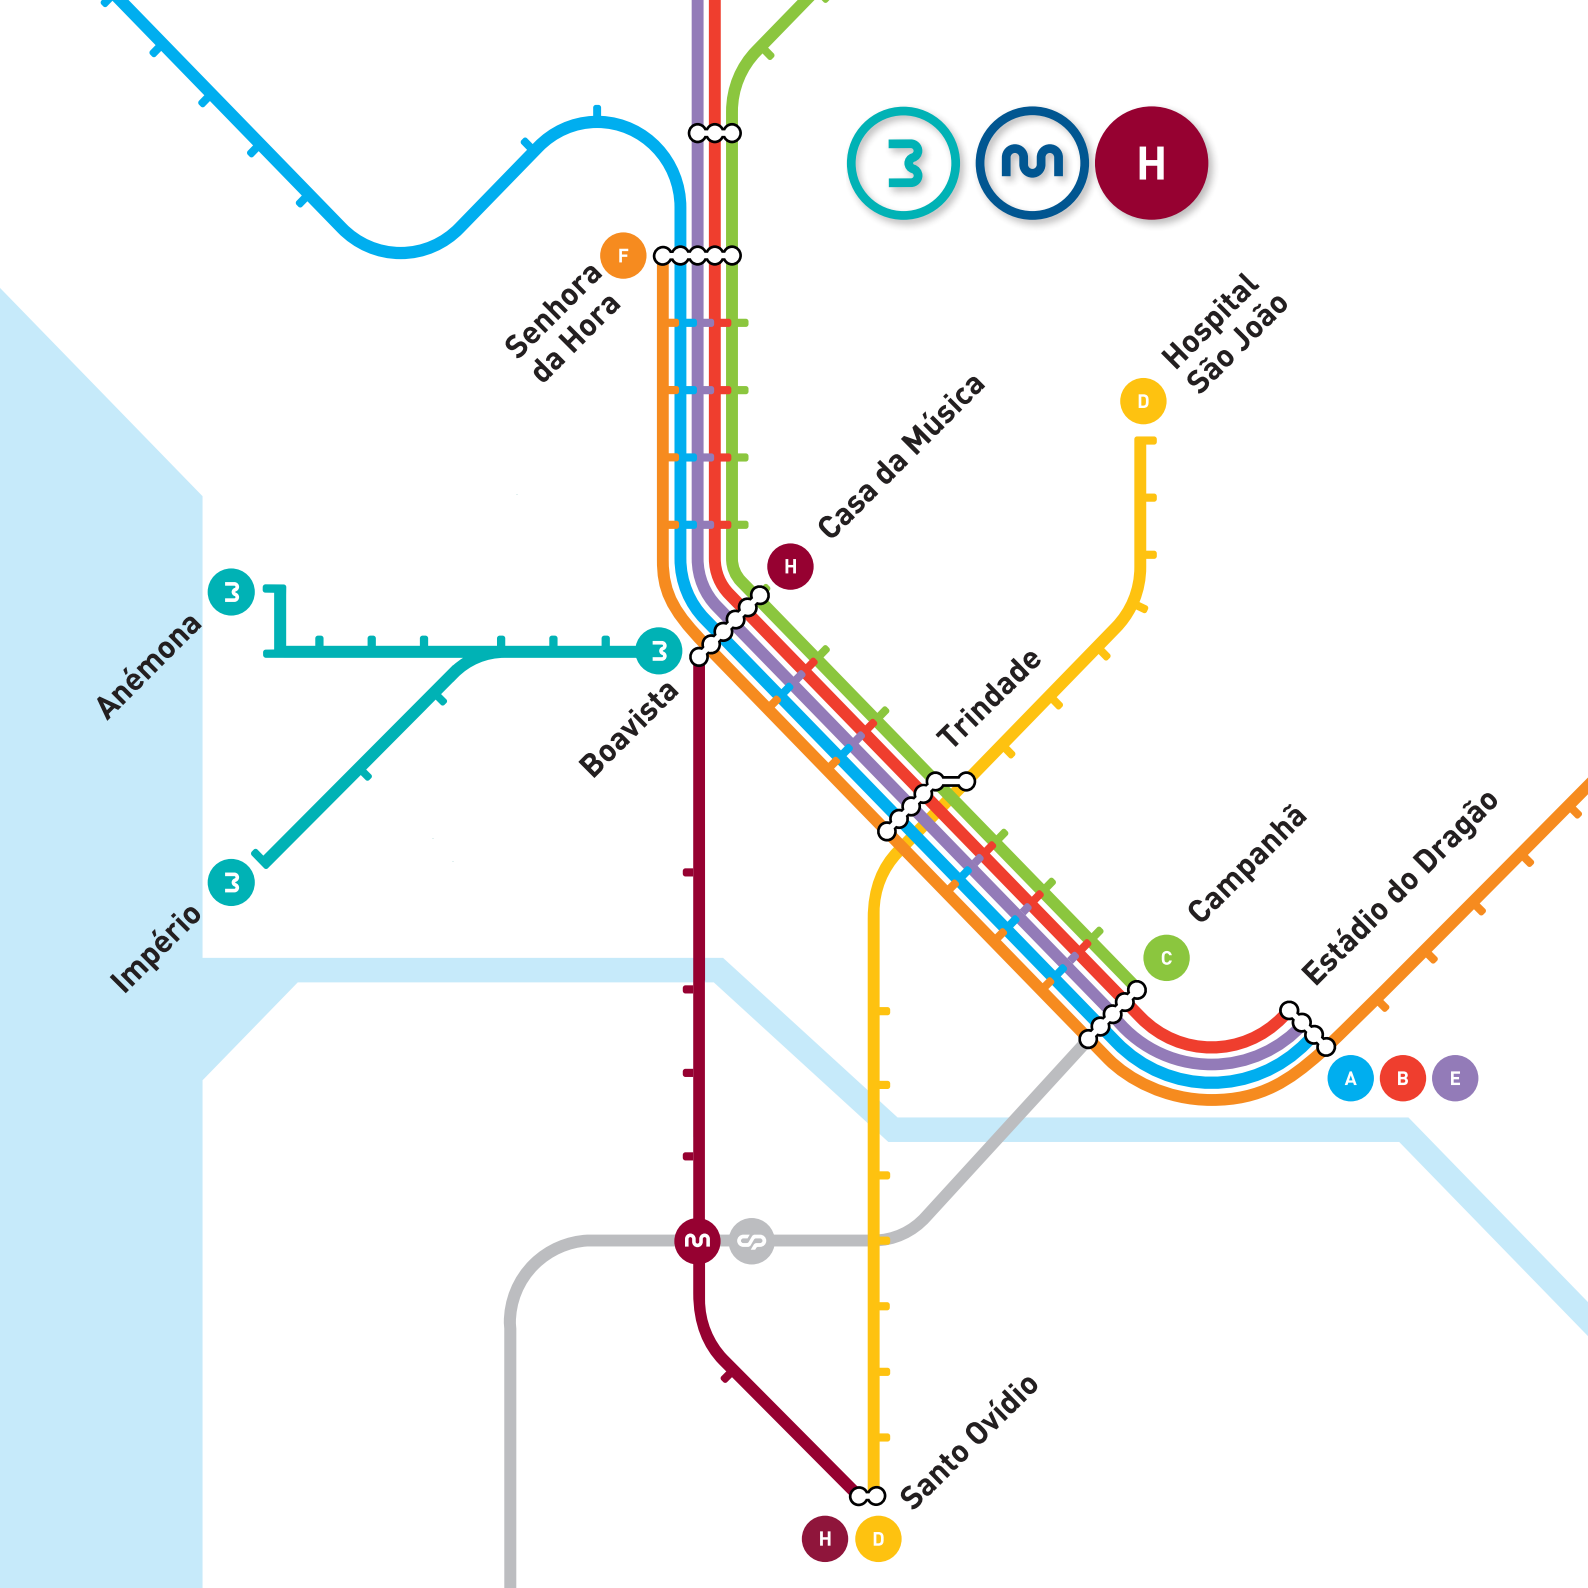 3 H
F
Senhora
da Hora
Hospital
São João
D
Casa da Música
H
3
Anémona
3
Boavista
Trindade
3
Império
Campanhã
C
Estádio do Dragão
A B E
Santo Ovídio
H D